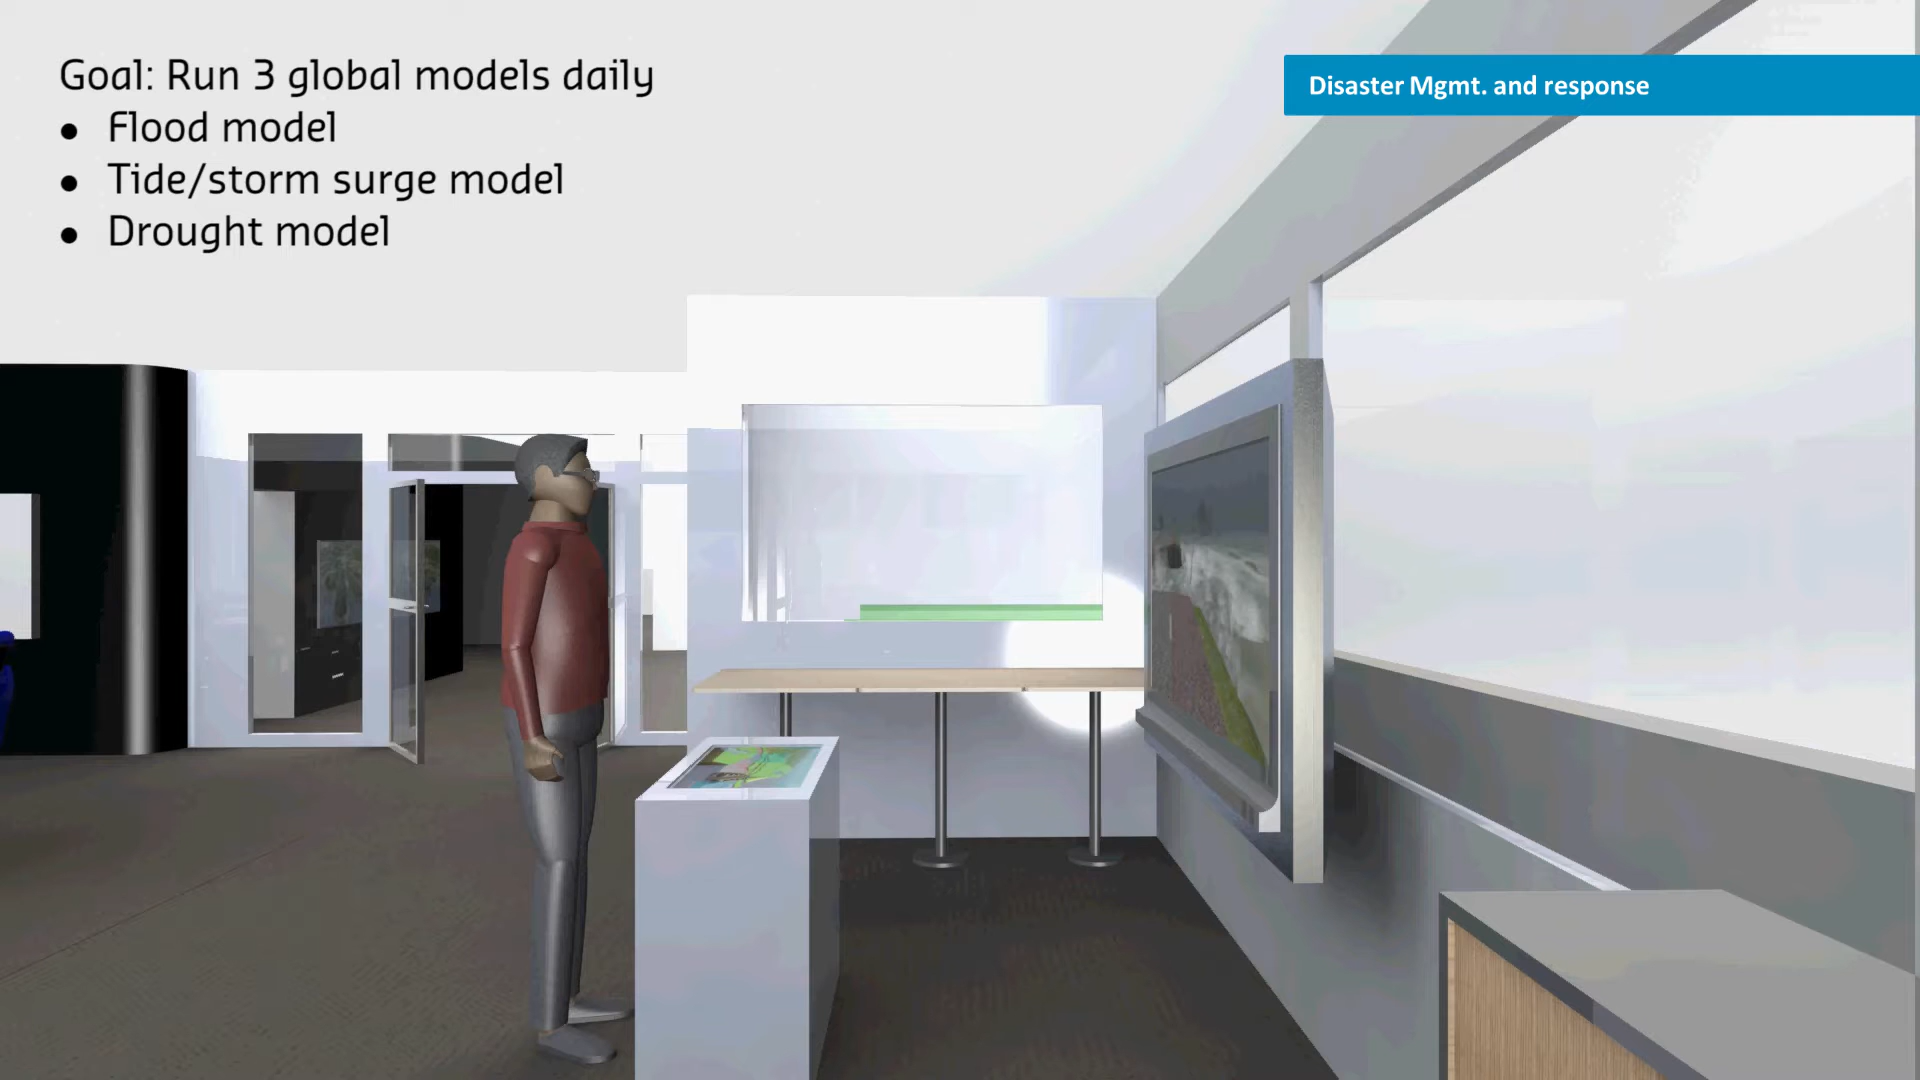 Goal: Run 3 global models daily
• Flood model
• Tide/storm surge model
• Drought model
Disaster Mgmt. and response